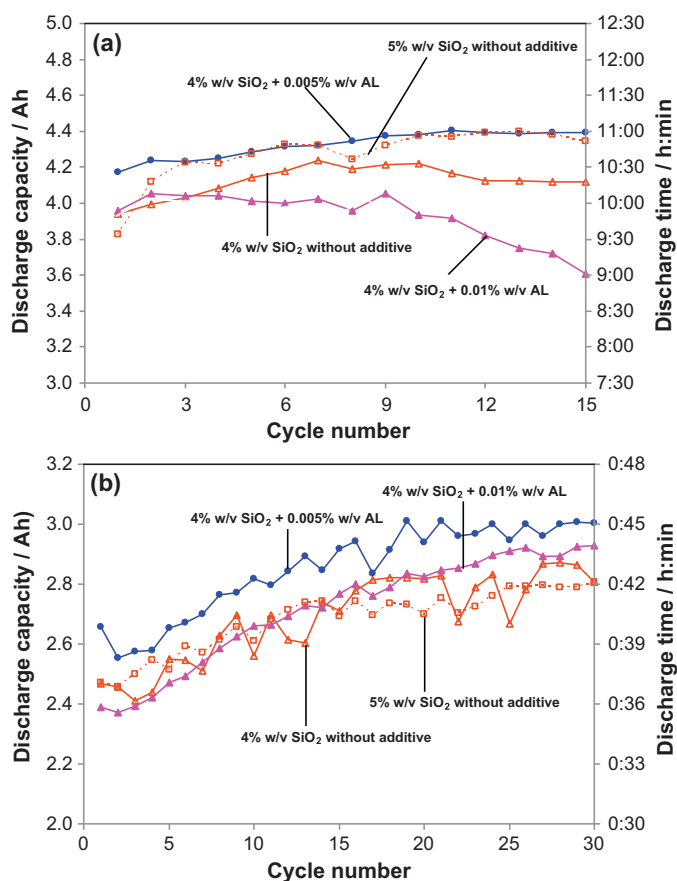 (a)
5.0
4.8
4.6
4.4
4.2
4.0
3.8
3.6
3.4
3.2
3.0
Discharge capacity / Ah
12:30
12:00
11:30
11:00
10:30
10:00
9:30
9:00
8:30
8:00
7:30
Discharge time / h:min
5% w/v SiO₂ without additive
4% w/v SiO₂ + 0.005% w/v AL
4% w/v SiO₂ without additive
4% w/v SiO₂ + 0.01% w/v AL
0 3 6 9 12 15
Cycle number
(b)
3.2
3.0
2.8
2.6
2.4
2.2
2.0
Discharge capacity / Ah)
0:48
0:45
0:42
0:39
0:36
0:33
0:30
Discharge time / h:min
4% w/v SiO₂ + 0.01% w/v AL
4% w/v SiO₂ + 0.005% w/v AL
5% w/v SiO₂ without additive
4% w/v SiO₂ without additive
0 5 10 15 20 25 30
Cycle number